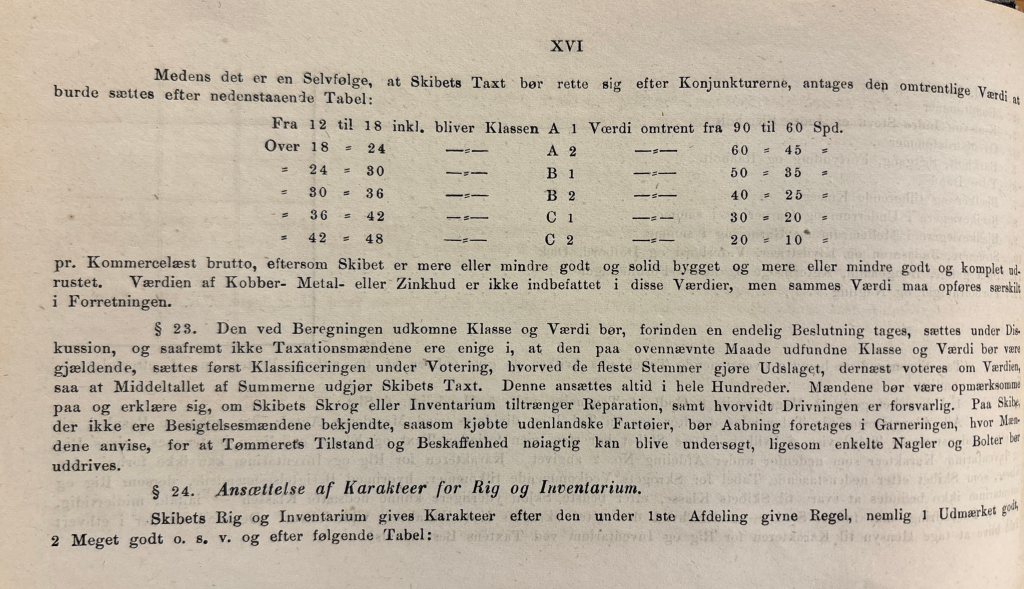 XVI
Medens det er en Selvfølge, at Skibets Taxt bør rette sig efter Konjunkturerne, antages den omtrentlige Værdi at
burde sættes efter nedenstaaende Tabel:
Fra 12 til 18 inkl. bliver Klassen A 1 Værdi omtrent fra 90 til 60 Spd.
Over 18 = 24 —=— A 2 —=— 60 = 45 =
= 24 = 30 —=— B 1 —=— 50 = 35 =
= 30 = 36 —=— B 2 —=— 40 = 25 =
= 36 = 42 —=— C 1 —=— 30 = 20 =
= 42 = 48 —=— C 2 —=— 20 = 10 =
pr. Kommercelæst brutto, eftersom Skibet er mere eller mindre godt og solid bygget og mere eller mindre godt og komplet ud-
rustet. Værdien af Kobber- Metal- eller Zinkhud er ikke indbefattet i disse Værdier, men sammes Værdi maa opføres særskilt
i Forretningen.
§ 23. Den ved Beregningen udkomne Klasse og Værdi bør, forinden en endelig Beslutning tages, sættes under Dis-
kussion, og saafremt ikke Taxationsmændene ere enige i, at den paa ovennævnte Maade udfundne Klasse og Værdi bør være
gjældende, sættes først Klassificeringen under Votering, hvorved de fleste Stemmer gjøre Udslaget, dernæst voteres om Værdien,
saa at Middeltallet af Summerne udgjør Skibets Taxt. Denne ansættes altid i hele Hundreder. Mændene bør være opmærksomme
paa og erklære sig, om Skibets Skrog eller Inventarium tiltrænger Reparation, samt hvorvidt Drivningen er forsvarlig. Paa Skibe,
der ikke ere Besigtelsesmændene bekjendte, saasom kjøbte udenlandske Fartøier, bør Aabning foretages i Garneringen, hvor Mæn-
dene anvise, for at Tømmerets Tilstand og Beskaffenhed nøiagtig kan blive undersøgt, ligesom enkelte Nagler og Bolter bør
uddrives.
§ 24. Ansættelse af Karakteer for Rig og Inventarium.
Skibets Rig og Inventarium gives Karakteer efter den under 1ste Afdeling givne Regel, nemlig 1 Udmærket godt,
2 Meget godt o. s. v. og efter følgende Tabel: